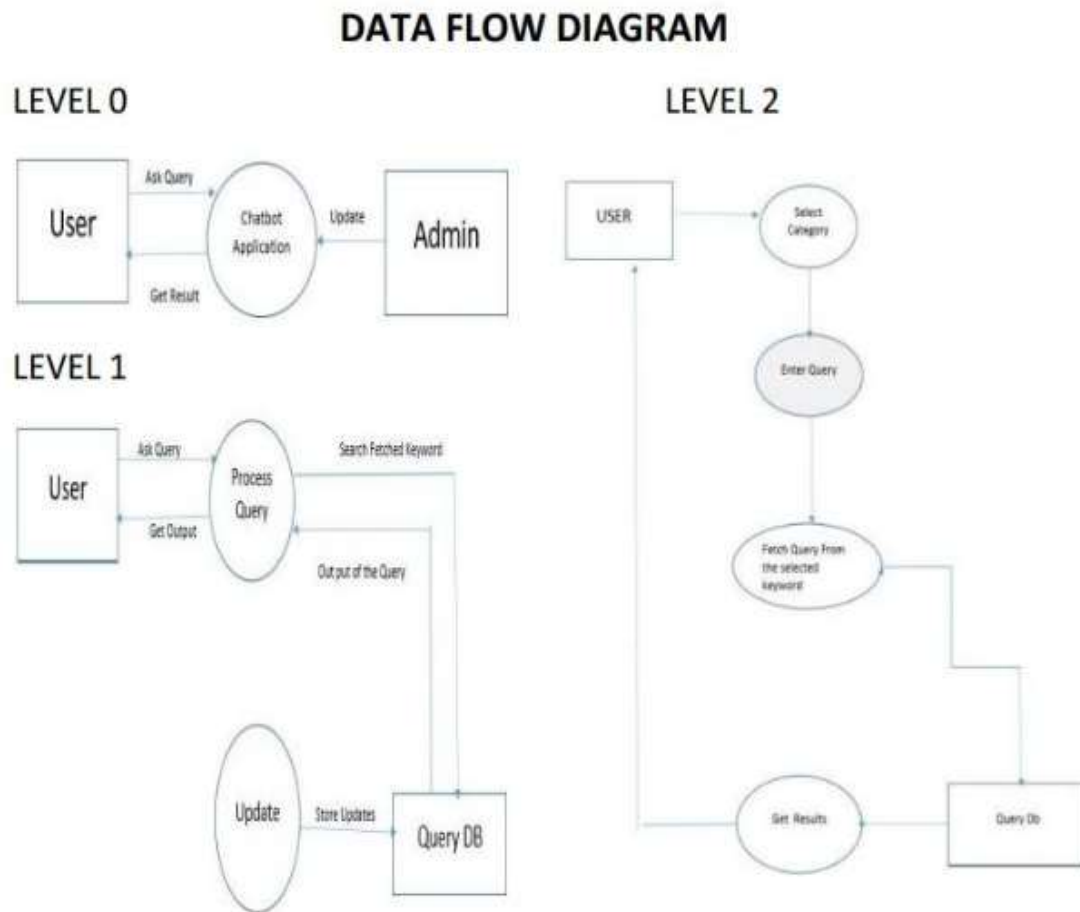 DATA FLOW DIAGRAM
LEVEL 0
User
Ask Query
Get Result
Chatbot
Application
Update
Admin
LEVEL 1
User
Ask Query
Get Output
Process
Query
Search Fetched Keyword
Out put of the Query
Update
Store Updates
Query DB
LEVEL 2
USER
Select
Category
Enter Query
Fetch Query From
the selected
keyword
Get Results
Query Db